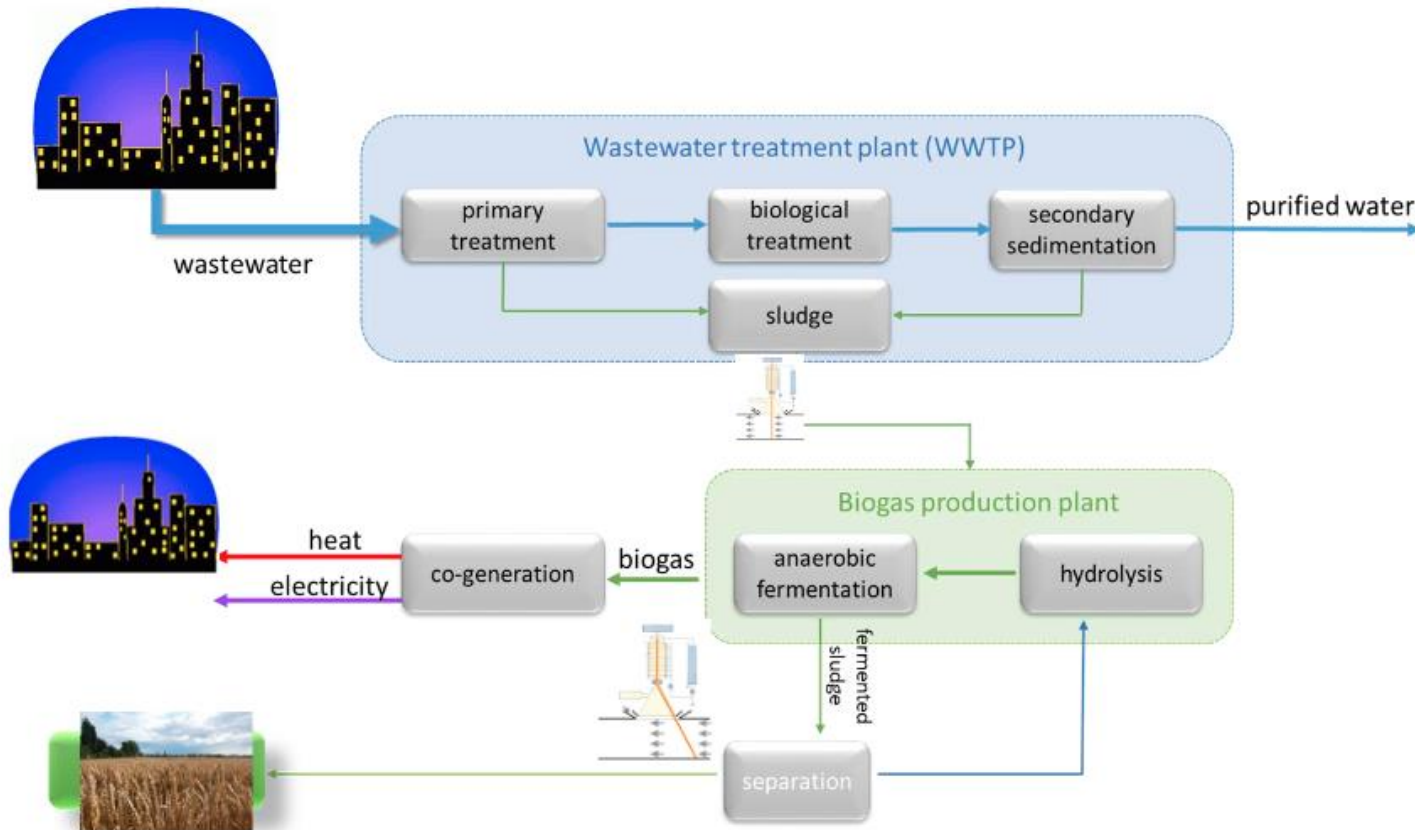 Wastewater treatment plant (WWTP)
primary
treatment
biological
treatment
secondary
sedimentation
purified water
wastewater
sludge
Biogas production plant
heat
electricity
co-generation
biogas
anaerobic
fermentation
hydrolysis
fermented
sludge
separation